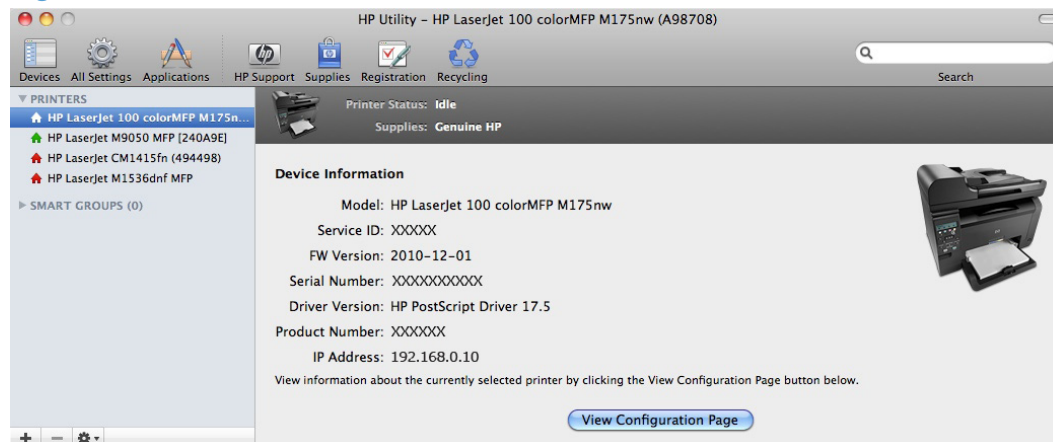 HP Utility – HP LaserJet 100 colorMFP M175nw (A98708)
Devices All Settings Applications HP Support Supplies Registration Recycling Search
PRINTERS
HP LaserJet 100 colorMFP M175n...
HP LaserJet M9050 MFP [240A9E]
HP LaserJet CM1415fn (494498)
HP LaserJet M1536dnf MFP
SMART GROUPS (0)
Printer Status: Idle
Supplies: Genuine HP
Device Information
Model: HP LaserJet 100 colorMFP M175nw
Service ID: XXXXX
FW Version: 2010-12-01
Serial Number: XXXXXXXXXX
Driver Version: HP PostScript Driver 17.5
Product Number: XXXXXX
IP Address: 192.168.0.10
View information about the currently selected printer by clicking the View Configuration Page button below.
View Configuration Page